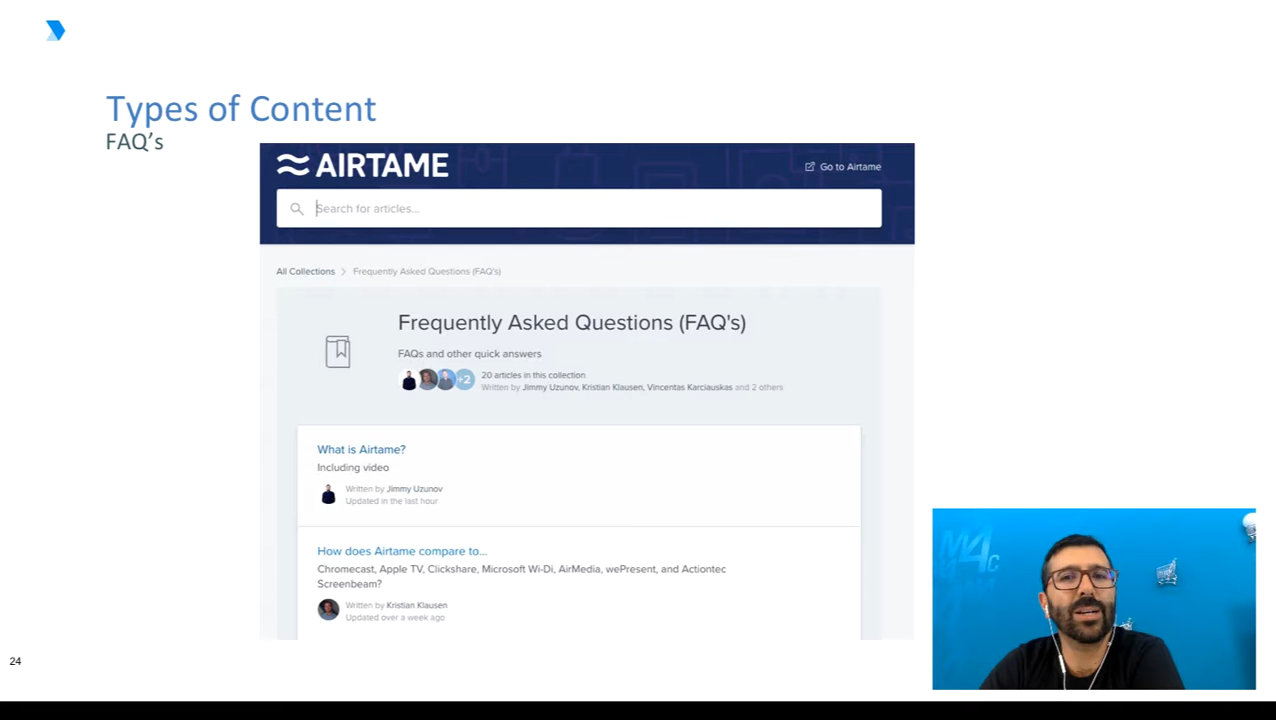 Types of Content
FAQ’s
AIRTAME
Go to Airtame
Search for articles...
All Collections > Frequently Asked Questions (FAQ's)
Frequently Asked Questions (FAQ's)
FAQs and other quick answers
+2
20 articles in this collection
Written by Jimmy Uzunov, Kristian Klausen, Vincentas Karciauskas and 2 others
What is Airtame?
Including video
Written by Jimmy Uzunov
Updated in the last hour
How does Airtame compare to...
Chromecast, Apple TV, Clickshare, Microsoft Wi-Di, AirMedia, wePresent, and Actiontec
Screenbeam?
Written by Kristian Klausen
Updated over a week ago
24